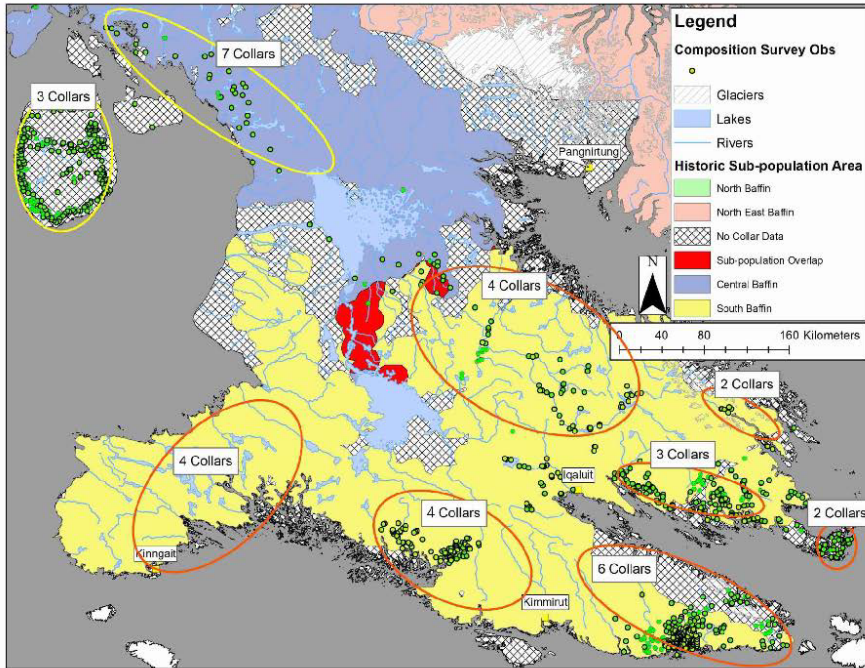 Legend
Composition Survey Obs
Glaciers
Lakes
Rivers
Historic Sub-population Area
North Baffin
North East Baffin
No Collar Data
Sub-population Overlap
Central Baffin
South Baffin
N
0 40 80 160 Kilometers
7 Collars
3 Collars
Pangnirtung
4 Collars
2 Collars
4 Collars
3 Collars
Iqaluit
4 Collars
2 Collars
Kinngait
6 Collars
Kimmirut